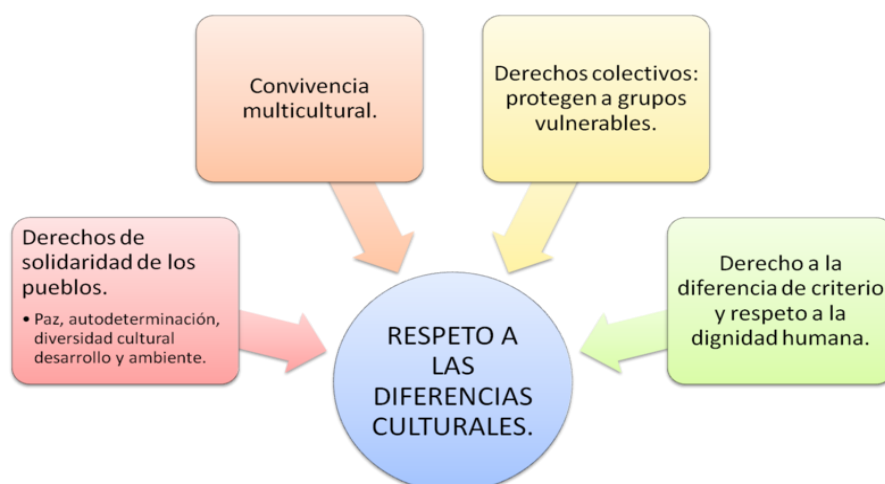 Convivencia
multicultural.
Derechos colectivos:
protegen a grupos
vulnerables.
Derechos de
solidaridad de los
pueblos.
• Paz, autodeterminación,
diversidad cultural
desarrollo y ambiente.
Derecho a la
diferencia de criterio
y respeto a la
dignidad humana.
RESPETO A
LAS
DIFERENCIAS
CULTURALES.